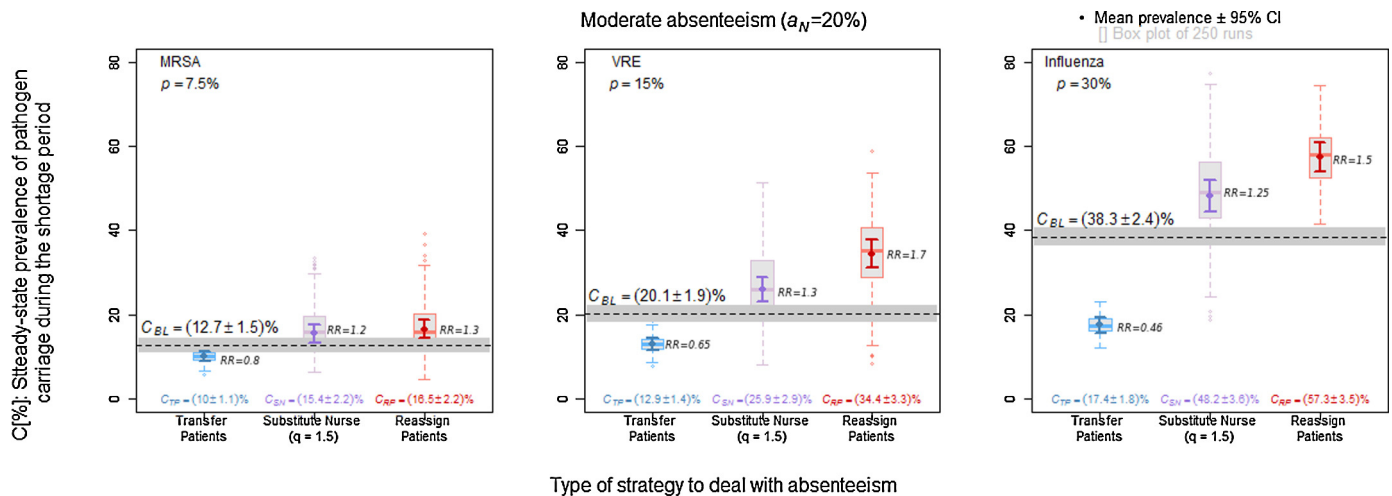 Moderate absenteeism (aN=20%)
• Mean prevalence ± 95% CI
[] Box plot of 250 runs
C[%]: Stteady-state prevalence of pathogen
carriage during the shortage period
80
60
40
20
0
MRSA
p = 7.5%
CBL = (12.7 ± 1.5)%
RR=0.8
RR=1.2
RR=1.3
CTP = (10±1.1)%
CSN = (15.4±2.2)%
CRP = (16.5±2.2)%
Transfer
Patients
Substitute Nurse
(q = 1.5)
Reassign
Patients
80
60
40
20
0
VRE
p = 15%
CBL = (20.1 ± 1.9)%
RR=0.65
RR=1.3
RR=1.7
CTP = (12.9±1.4)%
CSN = (25.9±2.9)%
CRP = (34.4±3.3)%
Transfer
Patients
Substitute Nurse
(q = 1.5)
Reassign
Patients
80
60
40
20
0
Influenza
p = 30%
CBL = (38.3 ± 2.4)%
RR=0.46
RR=1.25
RR=1.5
CTP = (17.4±1.8)%
CSN = (48.2±3.6)%
CRP = (57.3±3.5)%
Transfer
Patients
Substitute Nurse
(q = 1.5)
Reassign
Patients
Type of strategy to deal with absenteeism